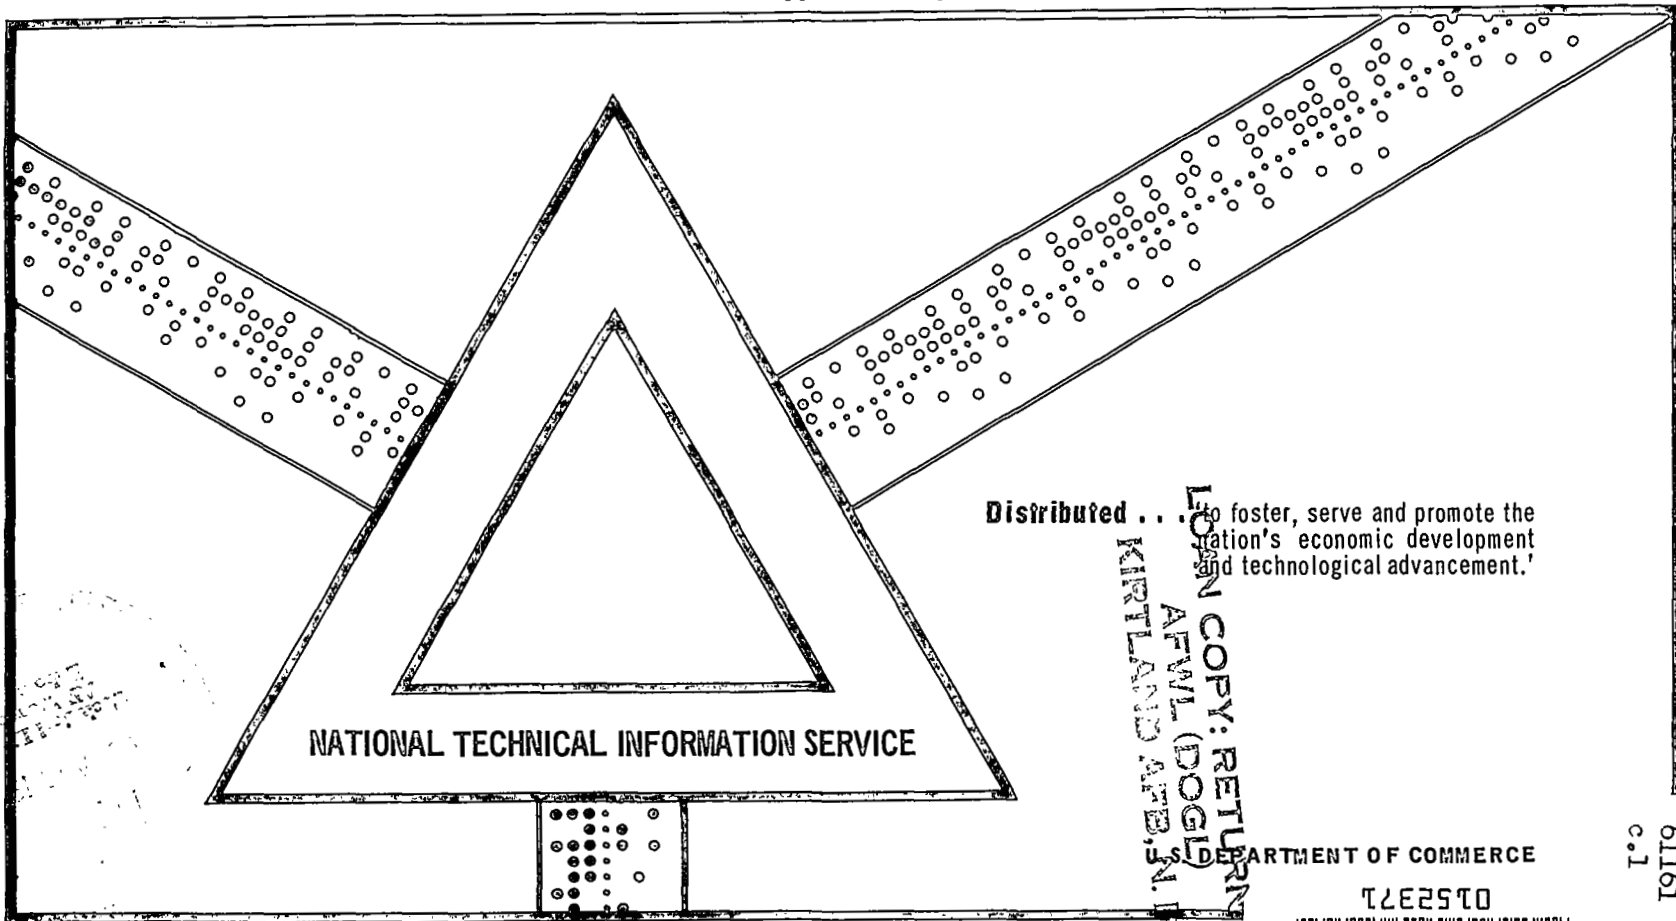 Distributed . . . 'to foster, serve and promote the
nation's economic development
and technological advancement.'
LOAN COPY: RETURN
AFWL (DOGL)
KIRTLAND AFB, N.
NATIONAL TECHNICAL INFORMATION SERVICE
U.S. DEPARTMENT OF COMMERCE
0152371
61161
c.1